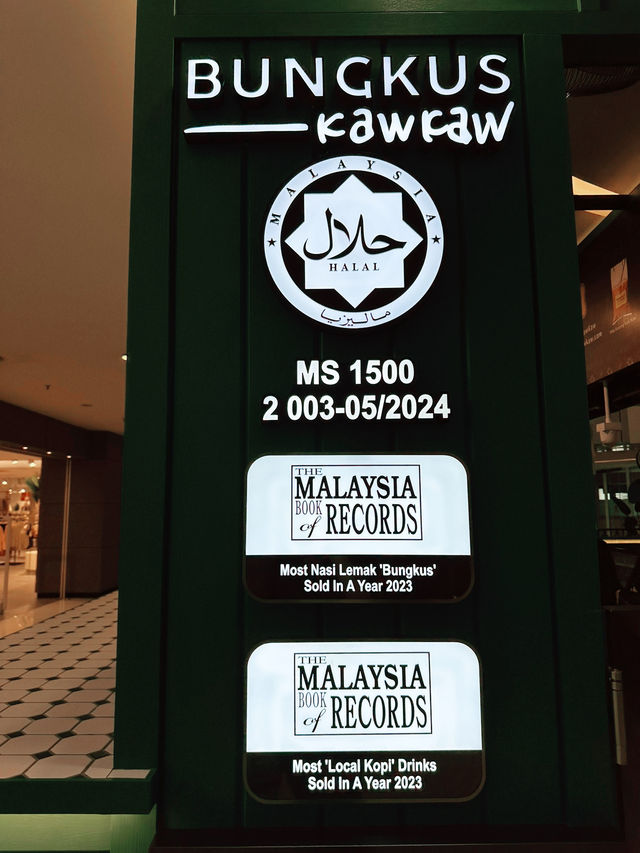 BUNGKUS
KAWKAW
MALAYSIA
حلال
HALAL
ماليزيا
MS 1500
2 003-05/2024
THE
MALAYSIA
BOOK
of RECORDS
Most Nasi Lemak 'Bungkus'
Sold In A Year 2023
THE
MALAYSIA
BOOK
of RECORDS
Most 'Local Kopi' Drinks
Sold In A Year 2023